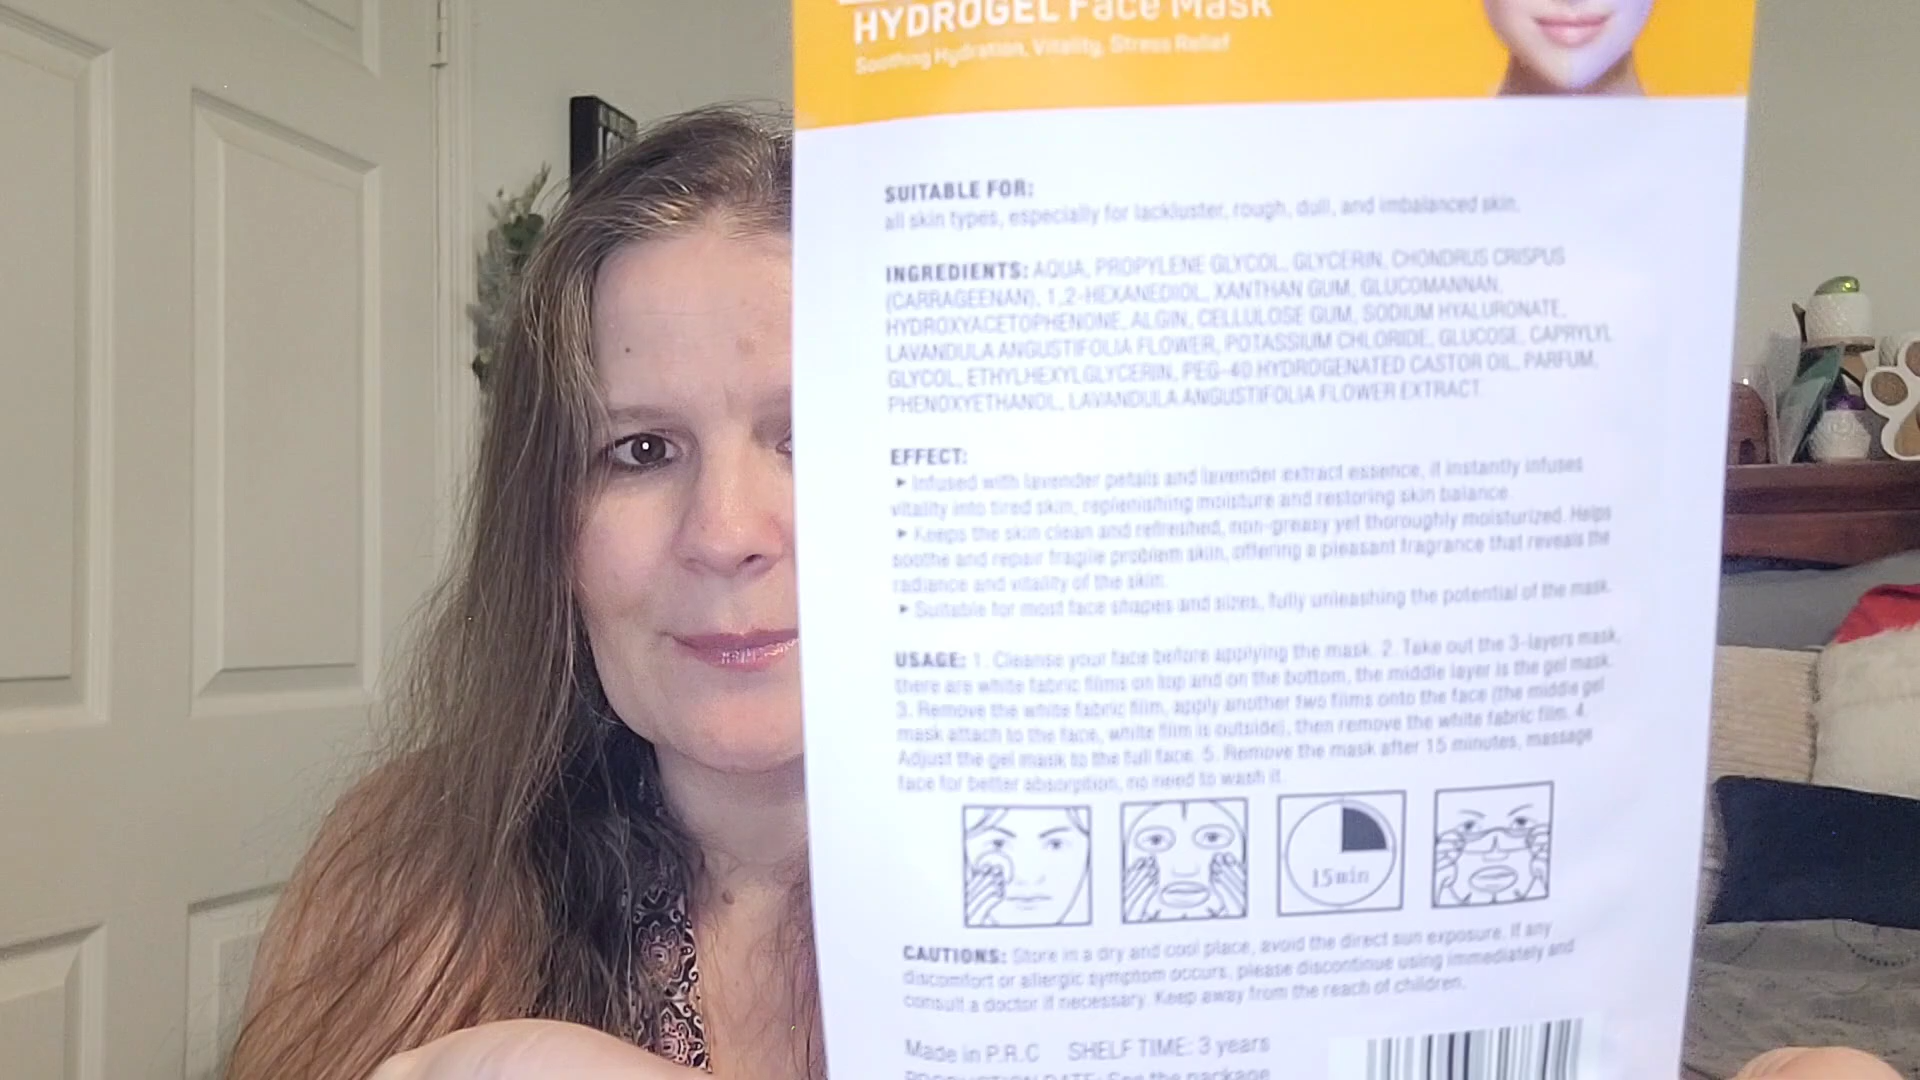 HYDROGEL Face Mask
Soothing Hydration, Vitality, Stress Relief
SUITABLE FOR:
all skin types, especially for lackluster, rough, dull, and imbalanced skin.
INGREDIENTS: AQUA, PROPYLENE GLYCOL, GLYCERIN, CHONDRUS CRISPUS
(CARRAGEENAN), 1,2-HEXANEDIOL, XANTHAN GUM, GLUCOMANNAN,
HYDROXYACETOPHENONE, ALGIN, CELLULOSE GUM, SODIUM HYALURONATE,
LAVANDULA ANGUSTIFOLIA FLOWER, POTASSIUM CHLORIDE, GLUCOSE, CAPRYLYL
GLYCOL, ETHYLHEXYLGLYCERIN, PEG-40 HYDROGENATED CASTOR OIL, PARFUM,
PHENOXYETHANOL, LAVANDULA ANGUSTIFOLIA FLOWER EXTRACT
EFFECT:
▸ Infused with lavender petals and lavender extract essence, it instantly infuses
vitality into tired skin, replenishing moisture and restoring skin balance.
▸ Keeps the skin clean and refreshed, non-greasy yet thoroughly moisturized. Helps
soothe and repair fragile problem skin, offering a pleasant fragrance that reveals the
radiance and vitality of the skin.
▸ Suitable for most face shapes and sizes, fully unleashing the potential of the mask.
USAGE: 1. Cleanse your face before applying the mask. 2. Take out the 3-layers mask,
there are white fabric films on top and on the bottom, the middle layer is the gel mask.
3. Remove the white fabric film, apply another two films onto the face (the middle gel
mask attach to the face, white film is outside), then remove the white fabric film. 4.
Adjust the gel mask to the full face. 5. Remove the mask after 15 minutes, massage
face for better absorption, no need to wash it.
15min
CAUTIONS: Store in a dry and cool place, avoid the direct sun exposure. If any
discomfort or allergic symptom occurs, please discontinue using immediately and
consult a doctor if necessary. Keep away from the reach of children.
Made in P.R.C SHELF TIME: 3 years
PRODUCTION DATE: See the package